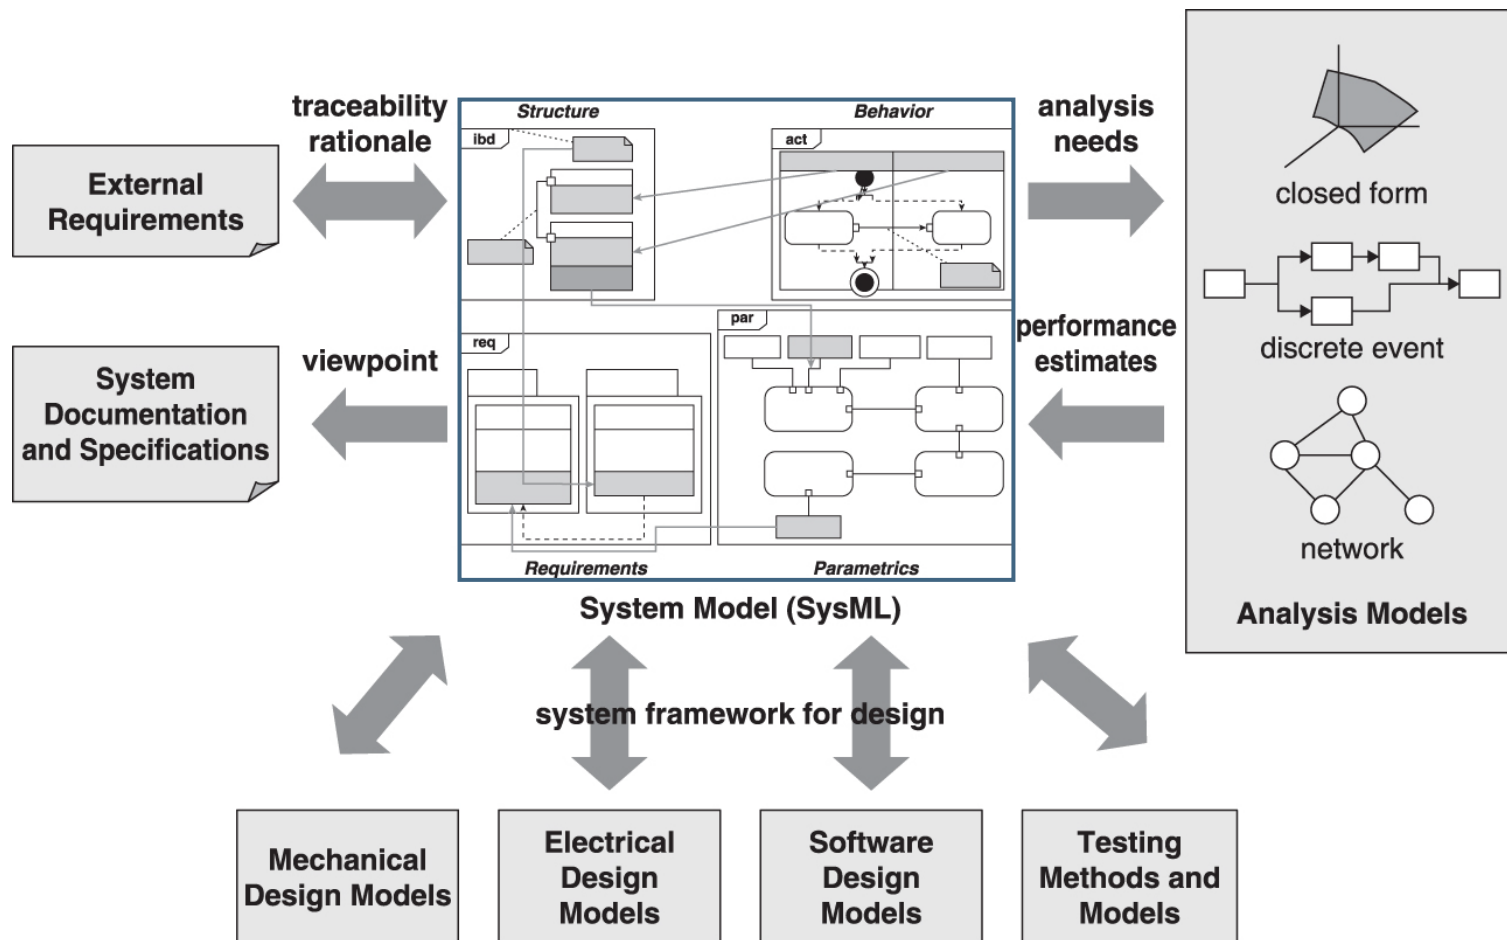 traceability
rationale
External
Requirements
viewpoint
System
Documentation
and Specifications
Structure
Behavior
ibd
act
req
par
Requirements
Parametrics
System Model (SysML)
analysis
needs
performance
estimates
closed form
discrete event
network
Analysis Models
system framework for design
Mechanical
Design Models
Electrical
Design
Models
Software
Design
Models
Testing
Methods and
Models